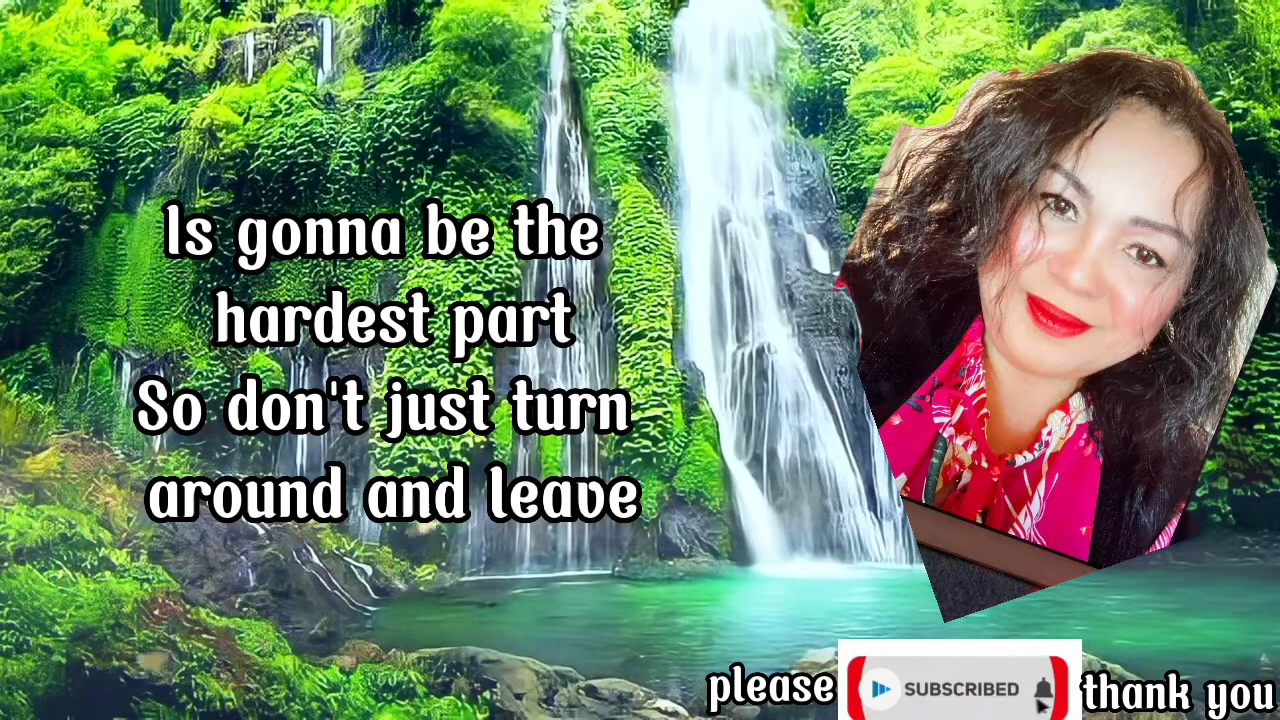 Is gonna be the
hardest part
So don't just turn
around and leave
please SUBSCRIBED thank you